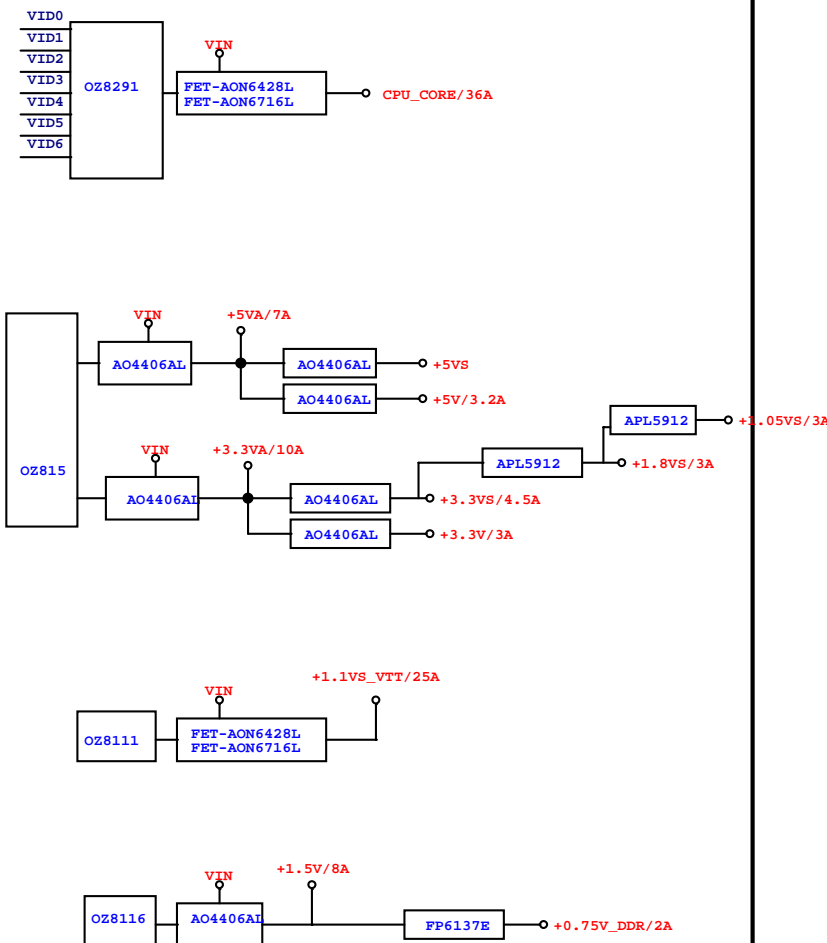 VID0
VID1
VID2
VID3
VID4
VID5
VID6
OZ8291
VIN
FET-AON6428L
FET-AON6716L
CPU_CORE/36A
VIN
+5VA/7A
AO4406AL
AO4406AL
+5VS
AO4406AL
+5V/3.2A
APL5912
+1.05VS/3A
OZ815
VIN
+3.3VA/10A
APL5912
+1.8VS/3A
AO4406AL
AO4406AL
+3.3VS/4.5A
AO4406AL
+3.3V/3A
+1.1VS_VTT/25A
VIN
OZ8111
FET-AON6428L
FET-AON6716L
+1.5V/8A
VIN
OZ8116
AO4406AL
FP6137E
+0.75V_DDR/2A